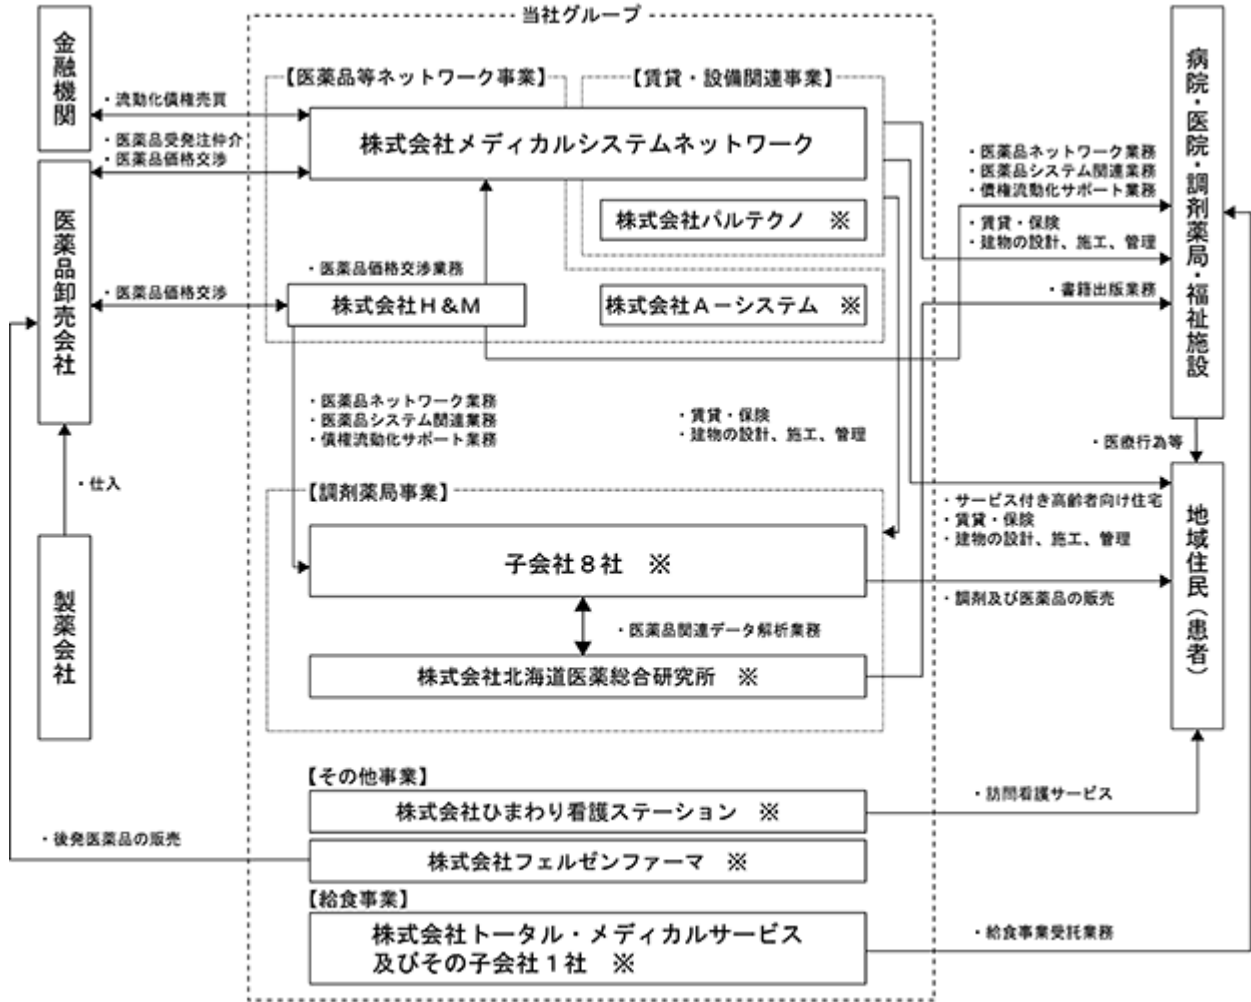 当社グループ
金融機関
・流動化債権売買
・医薬品受発注仲介
・医薬品価格交渉
医薬品卸売会社
・医薬品価格交渉
・仕入
製薬会社
・後発医薬品の販売
【医薬品等ネットワーク事業】
【賃貸・設備関連事業】
株式会社メディカルシステムネットワーク
株式会社パルテクノ ※
・医薬品価格交渉業務
株式会社H&M
株式会社A－システム ※
・医薬品ネットワーク業務
・医薬品システム関連業務
・債権流動化サポート業務
・賃貸・保険
・建物の設計、施工、管理
【調剤薬局事業】
子会社８社 ※
・医薬品関連データ解析業務
株式会社北海道医薬総合研究所 ※
【その他事業】
株式会社ひまわり看護ステーション ※
株式会社フェルゼンファーマ ※
【給食事業】
株式会社トータル・メディカルサービス
及びその子会社１社 ※
・医薬品ネットワーク業務
・医薬品システム関連業務
・債権流動化サポート業務
・賃貸・保険
・建物の設計、施工、管理
・書籍出版業務
病院・医院・調剤薬局・福祉施設
・医療行為等
・サービス付き高齢者向け住宅
・賃貸・保険
・建物の設計、施工、管理
・調剤及び医薬品の販売
地域住民（患者）
・訪問看護サービス
・給食事業受託業務